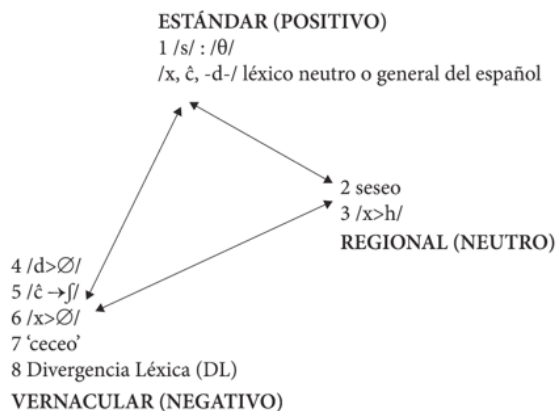 ESTÁNDAR (POSITIVO)
1 /s/ : /θ/
/x, ĉ, -d-/ léxico neutro o general del español
2 seseo
3 /x>h/
REGIONAL (NEUTRO)
4 /d>∅/
5 /ĉ →ʃ/
6 /x>∅/
7 ‘ceceo’
8 Divergencia Léxica (DL)
VERNACULAR (NEGATIVO)